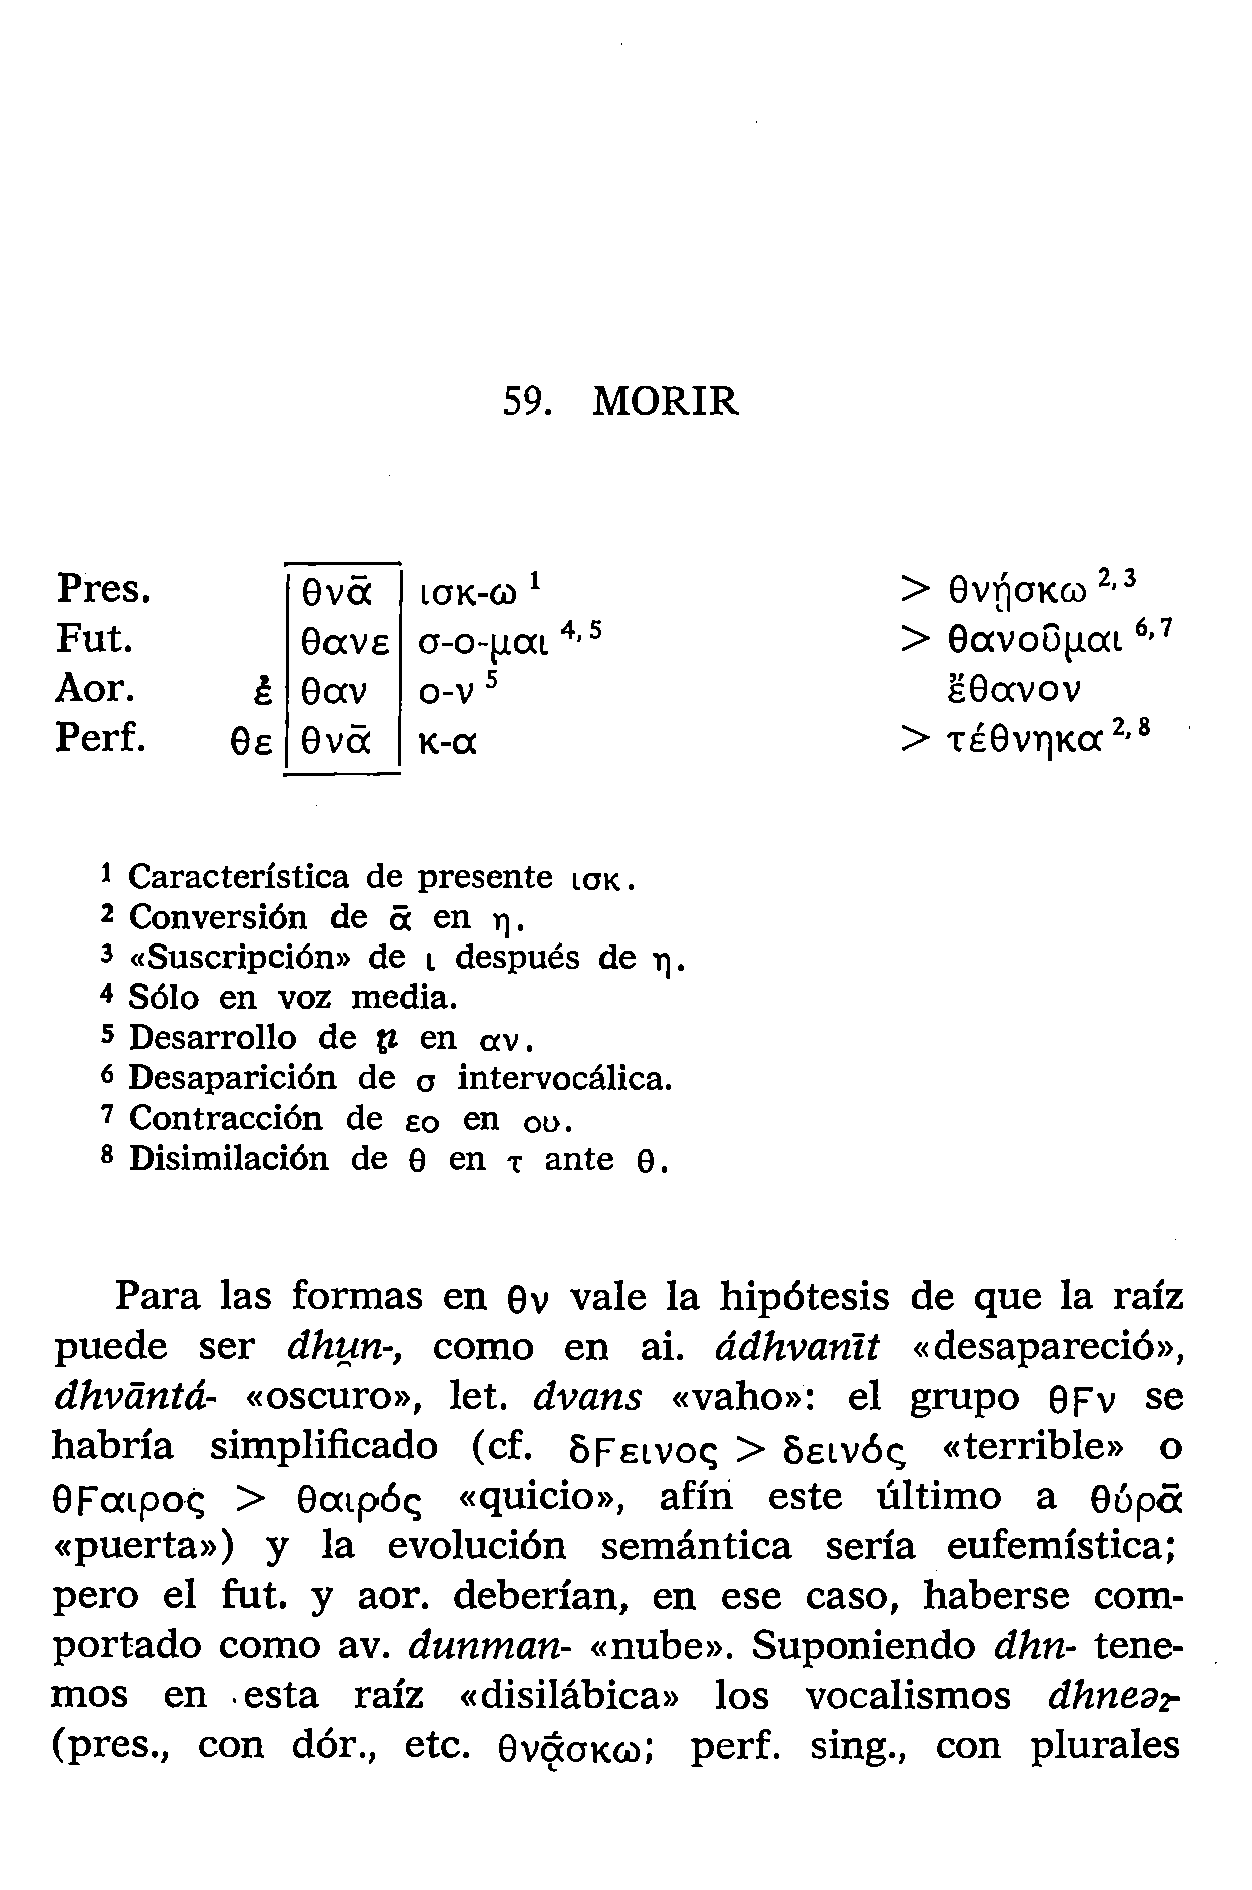 59. MORIR
Pres. θνᾱ ισκ-ω ¹ > θνῄσκω ²,³
Fut. θανε σ-ο-μαι ⁴,⁵ > θανοῦμαι ⁶,⁷
Aor. ἐ θαν ο-ν ⁵ ἔθανον
Perf. θε θνᾱ κ-α > τέθνηκα ²,⁸
¹ Característica de presente ισκ.
² Conversión de ᾱ en η.
³ «Suscripción» de ι después de η.
⁴ Sólo en voz media.
⁵ Desarrollo de n̥ en αν.
⁶ Desaparición de σ intervocálica.
⁷ Contracción de εο en ου.
⁸ Disimilación de θ en τ ante θ.
Para las formas en θν vale la hipótesis de que la raíz
puede ser dhu̯n-, como en ai. ádhvanīt «desapareció»,
dhvāntá- «oscuro», let. dvans «vaho»: el grupo θϝν se
habría simplificado (cf. δϝεινος > δεινός «terrible» o
θϝαιρος > θαιρός «quicio», afín este último a θύρᾱ
«puerta») y la evolución semántica sería eufemística;
pero el fut. y aor. deberían, en ese caso, haberse com-
portado como av. dunman- «nube». Suponiendo dhn- tene-
mos en esta raíz «disilábica» los vocalismos dhneə₂-
(pres., con dór., etc. θνᾴσκω; perf. sing., con plurales